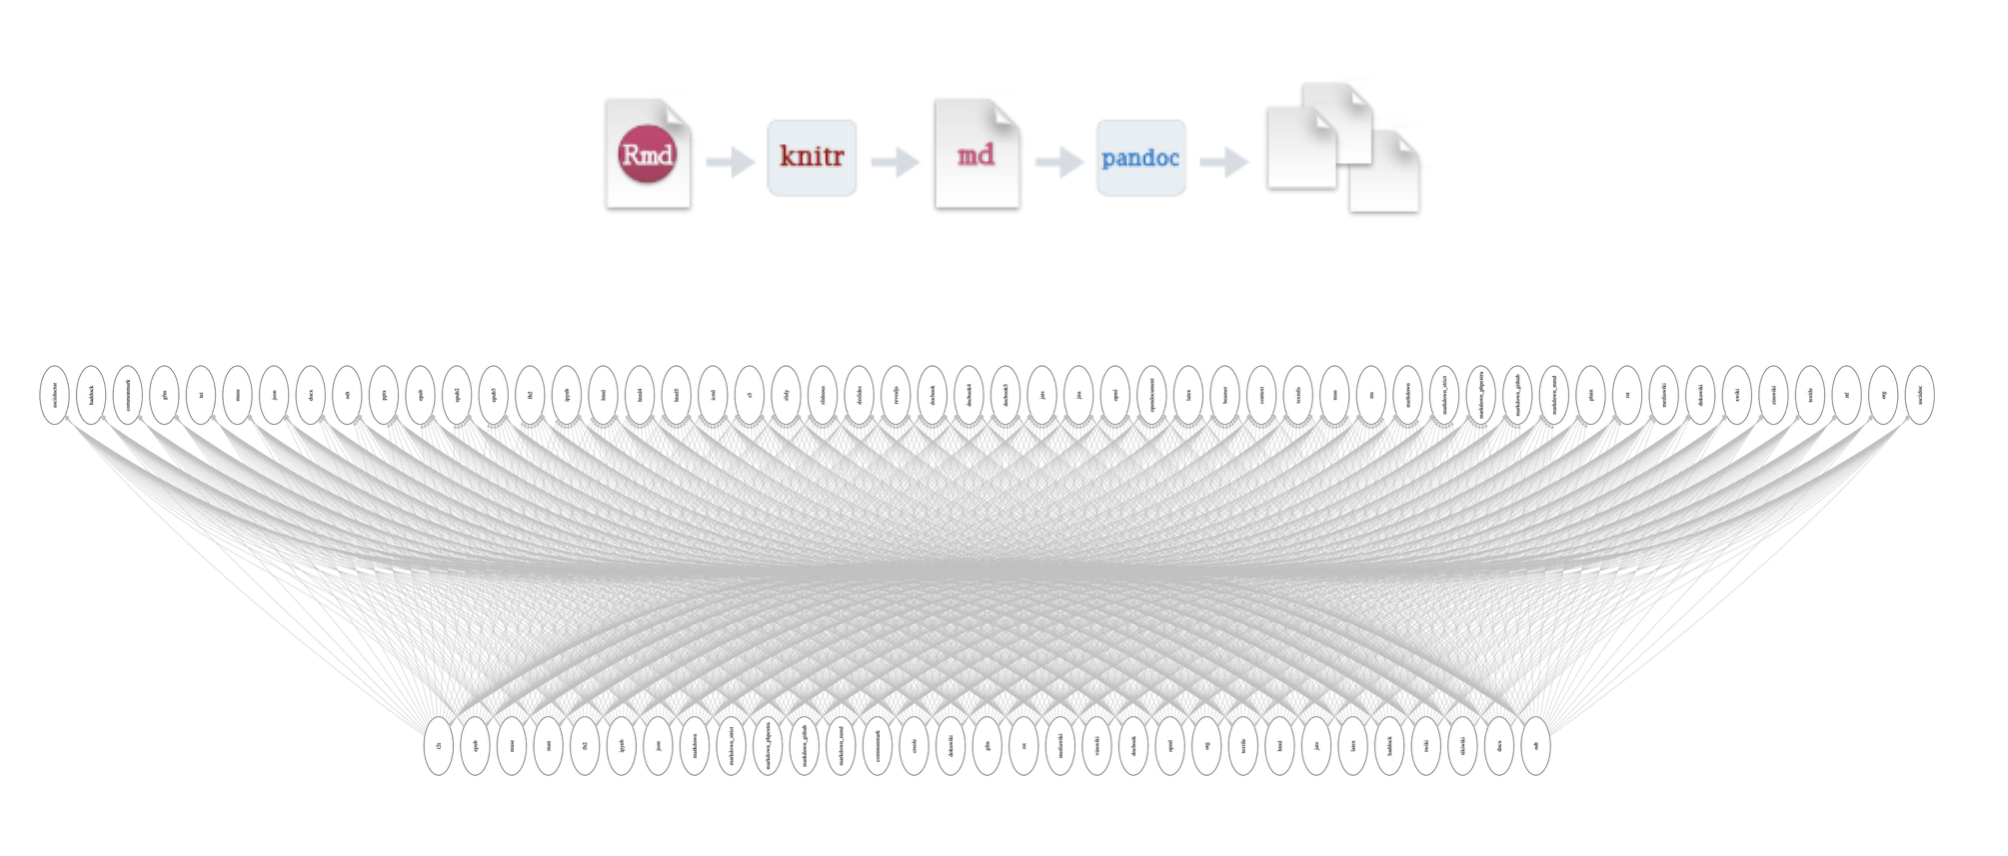 Rmd
knitr
md
pandoc
asciidoctor
haddock
commonmark
gfm
tei
muse
json
docx
odt
pptx
epub
epub2
epub3
fb2
ipynb
html
html4
html5
icml
s5
slidy
slideous
dzslides
revealjs
docbook
docbook4
docbook5
jats
jira
opml
opendocument
latex
beamer
context
texinfo
man
ms
markdown
markdown_strict
markdown_phpextra
markdown_github
markdown_mmd
plain
rst
mediawiki
dokuwiki
xwiki
zimwiki
textile
rtf
org
asciidoc
t2t
epub
muse
man
fb2
ipynb
json
markdown
markdown_strict
markdown_phpextra
markdown_github
markdown_mmd
commonmark
creole
dokuwiki
gfm
rst
mediawiki
vimwiki
docbook
opml
org
textile
html
jats
latex
haddock
twiki
tikiwiki
docx
odt